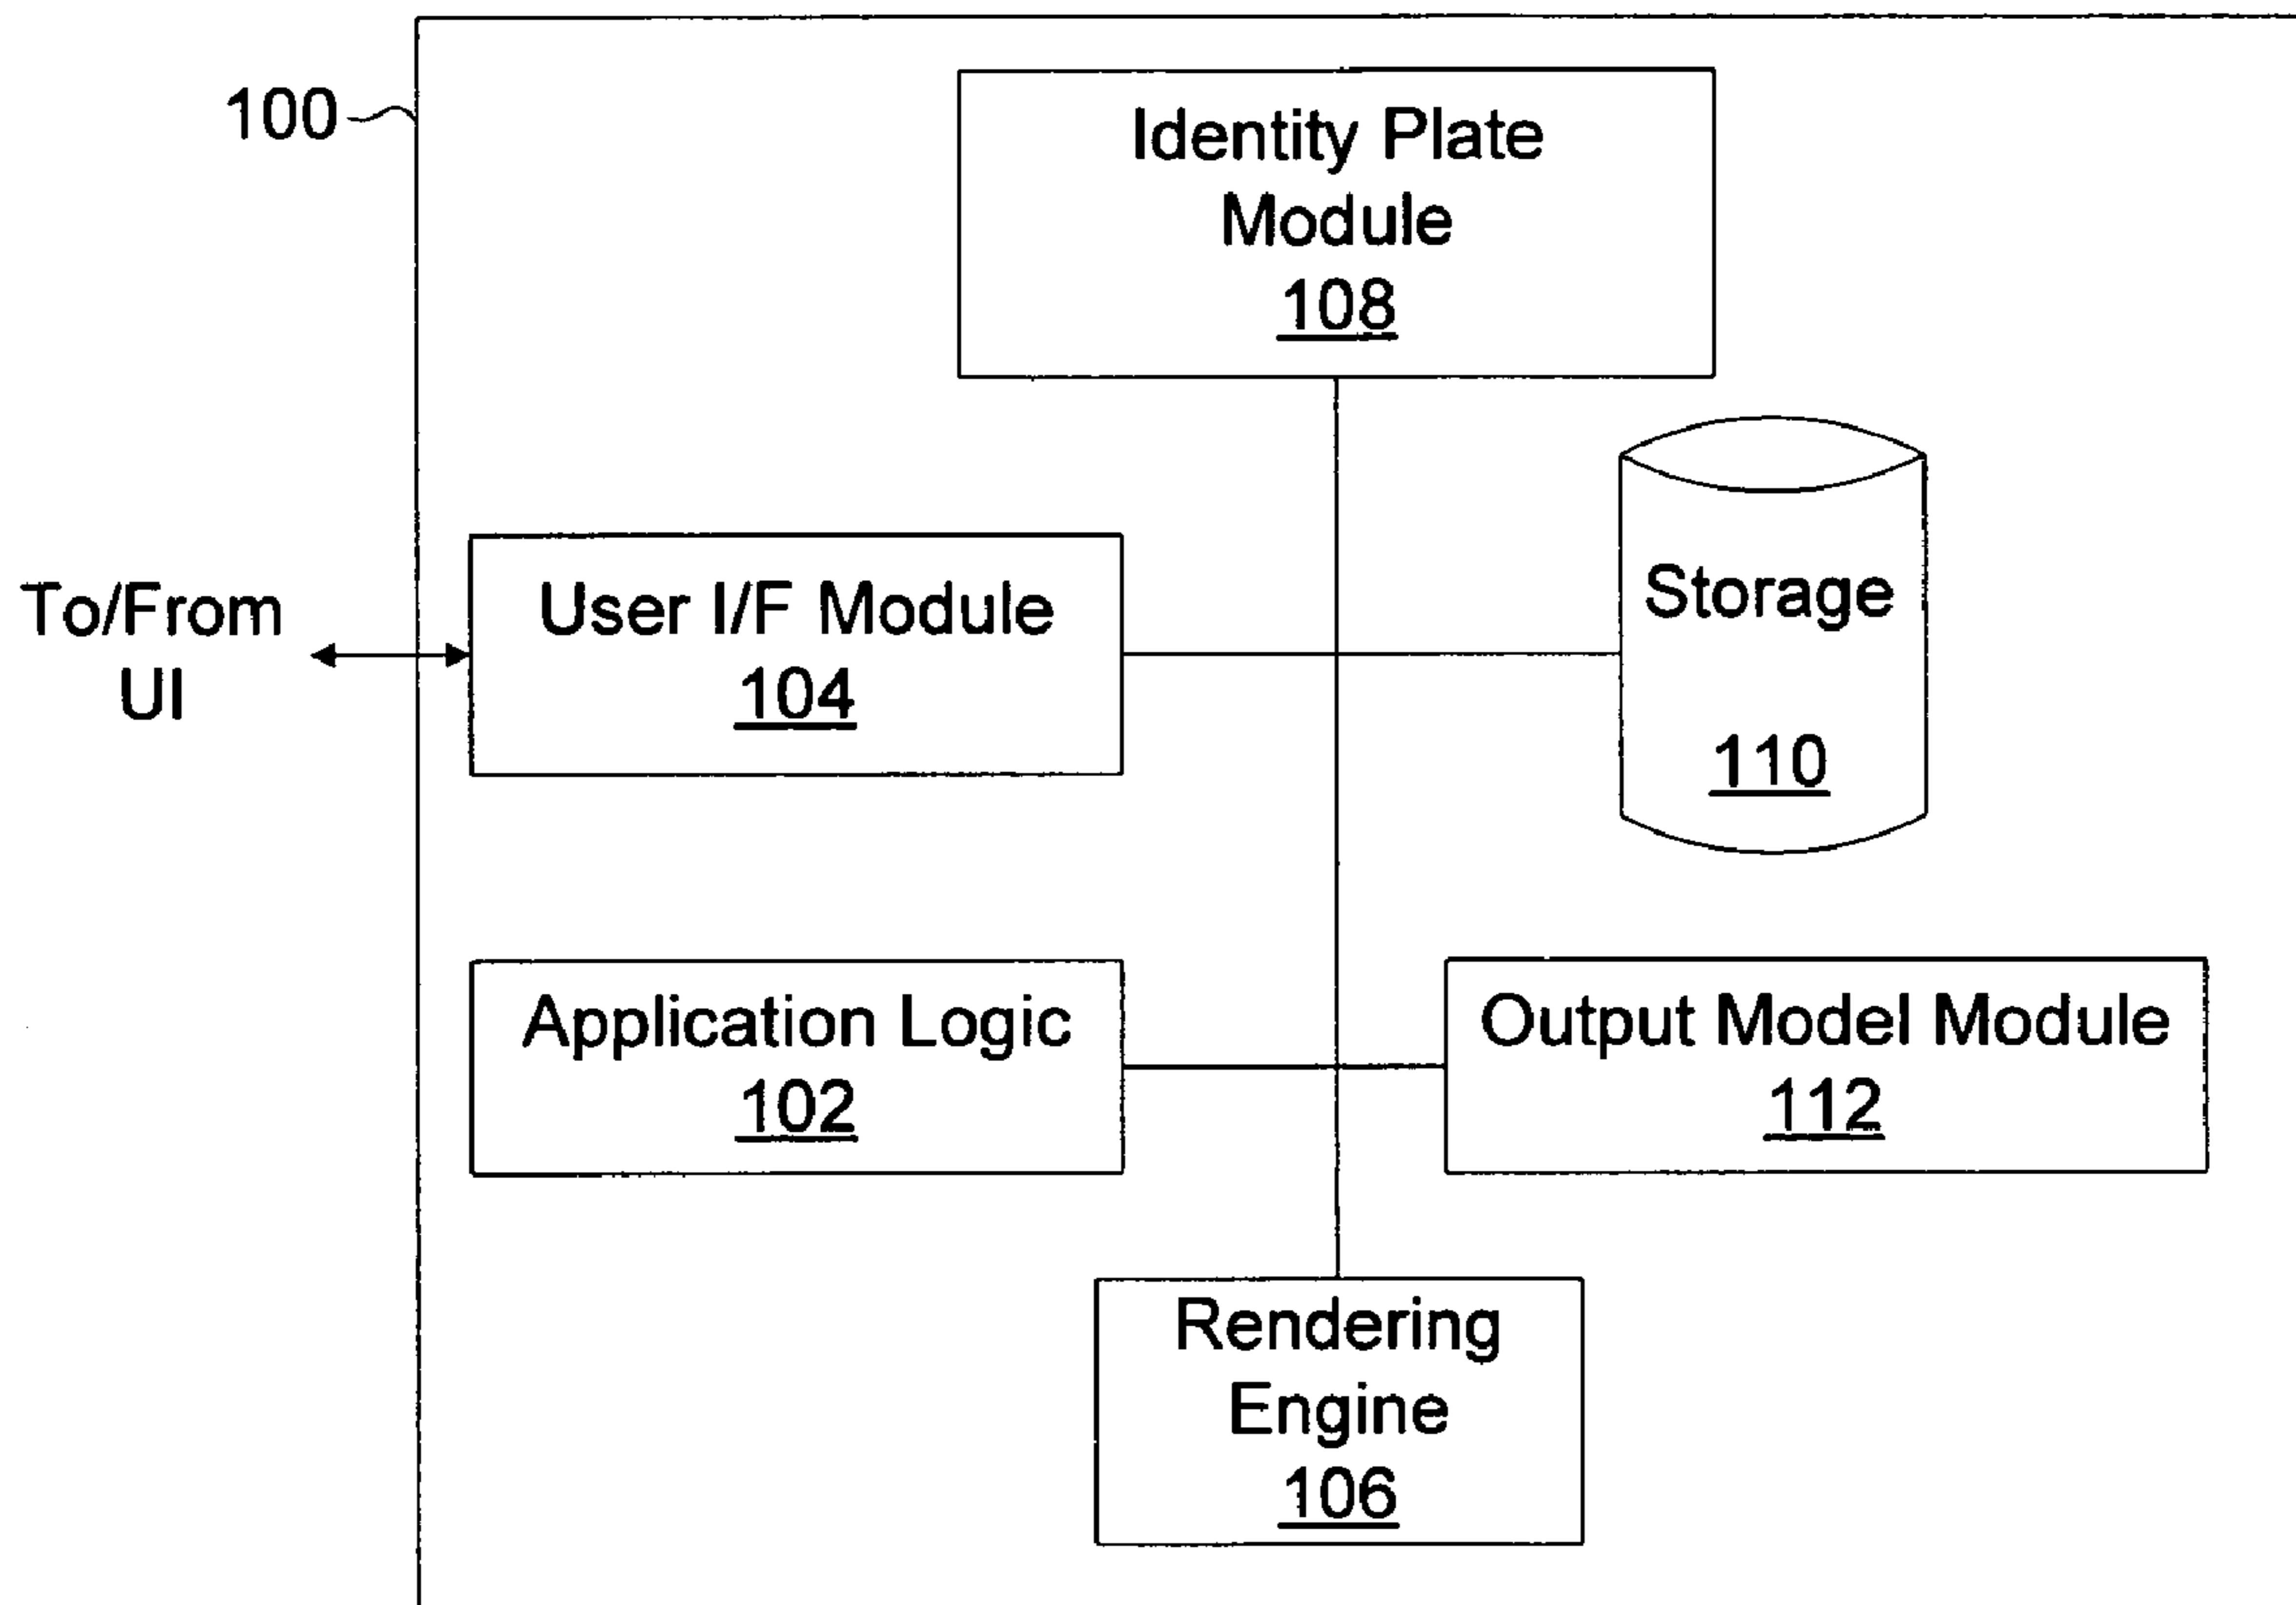 100
Identity Plate
Module
108
To/From
UI
User I/F Module
104
Storage
110
Application Logic
102
Output Model Module
112
Rendering
Engine
106